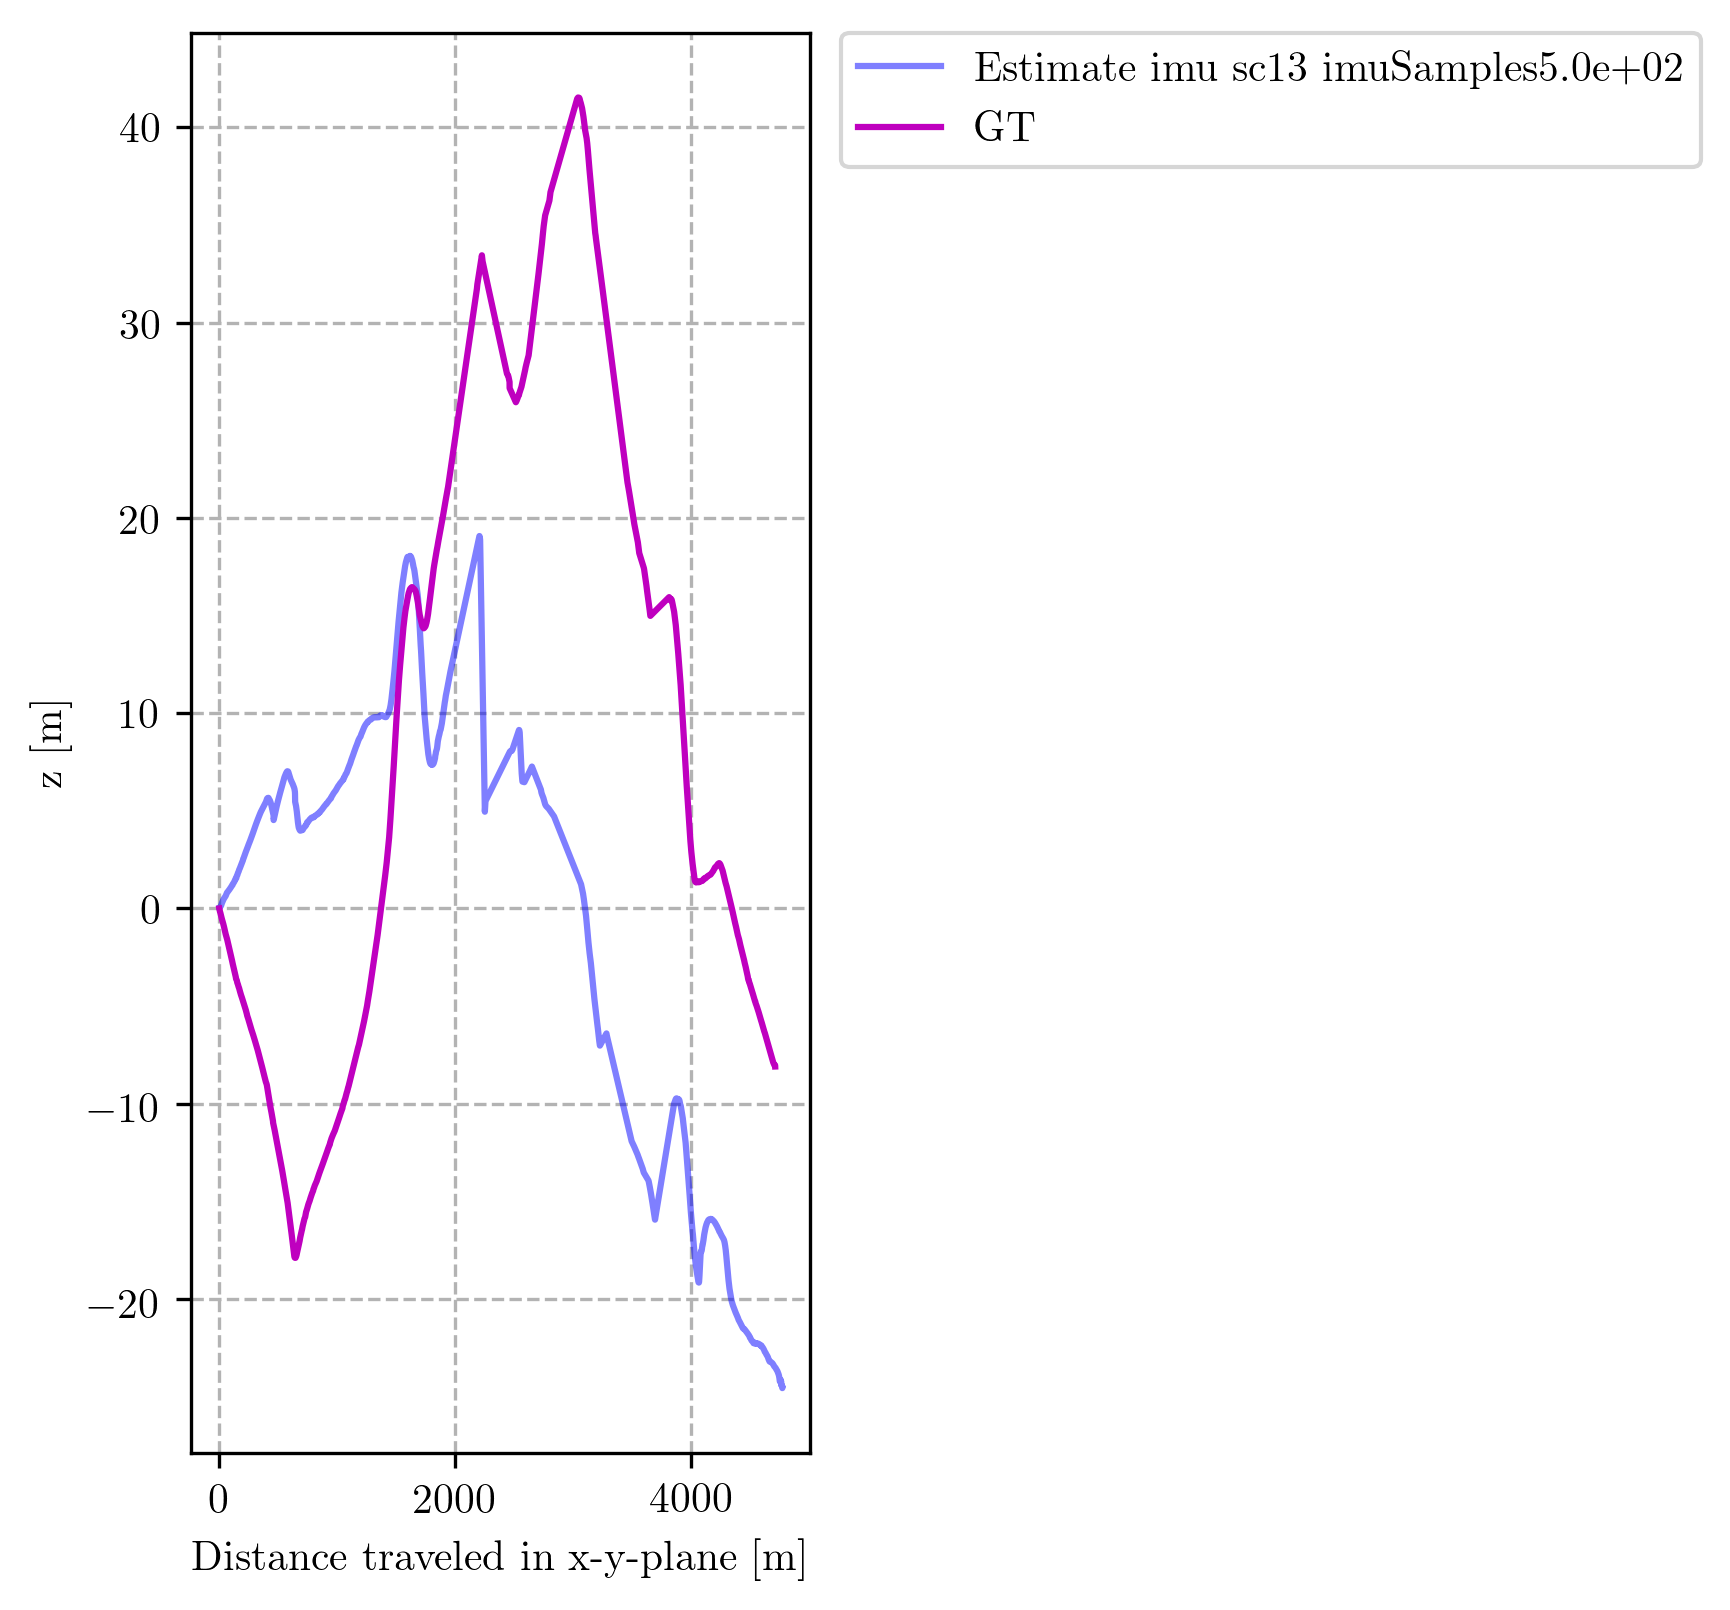 Estimate imu sc13 imuSamples5.0e+02
GT
40
30
20
10
0
−10
−20
z [m]
0 2000 4000
Distance traveled in x-y-plane [m]